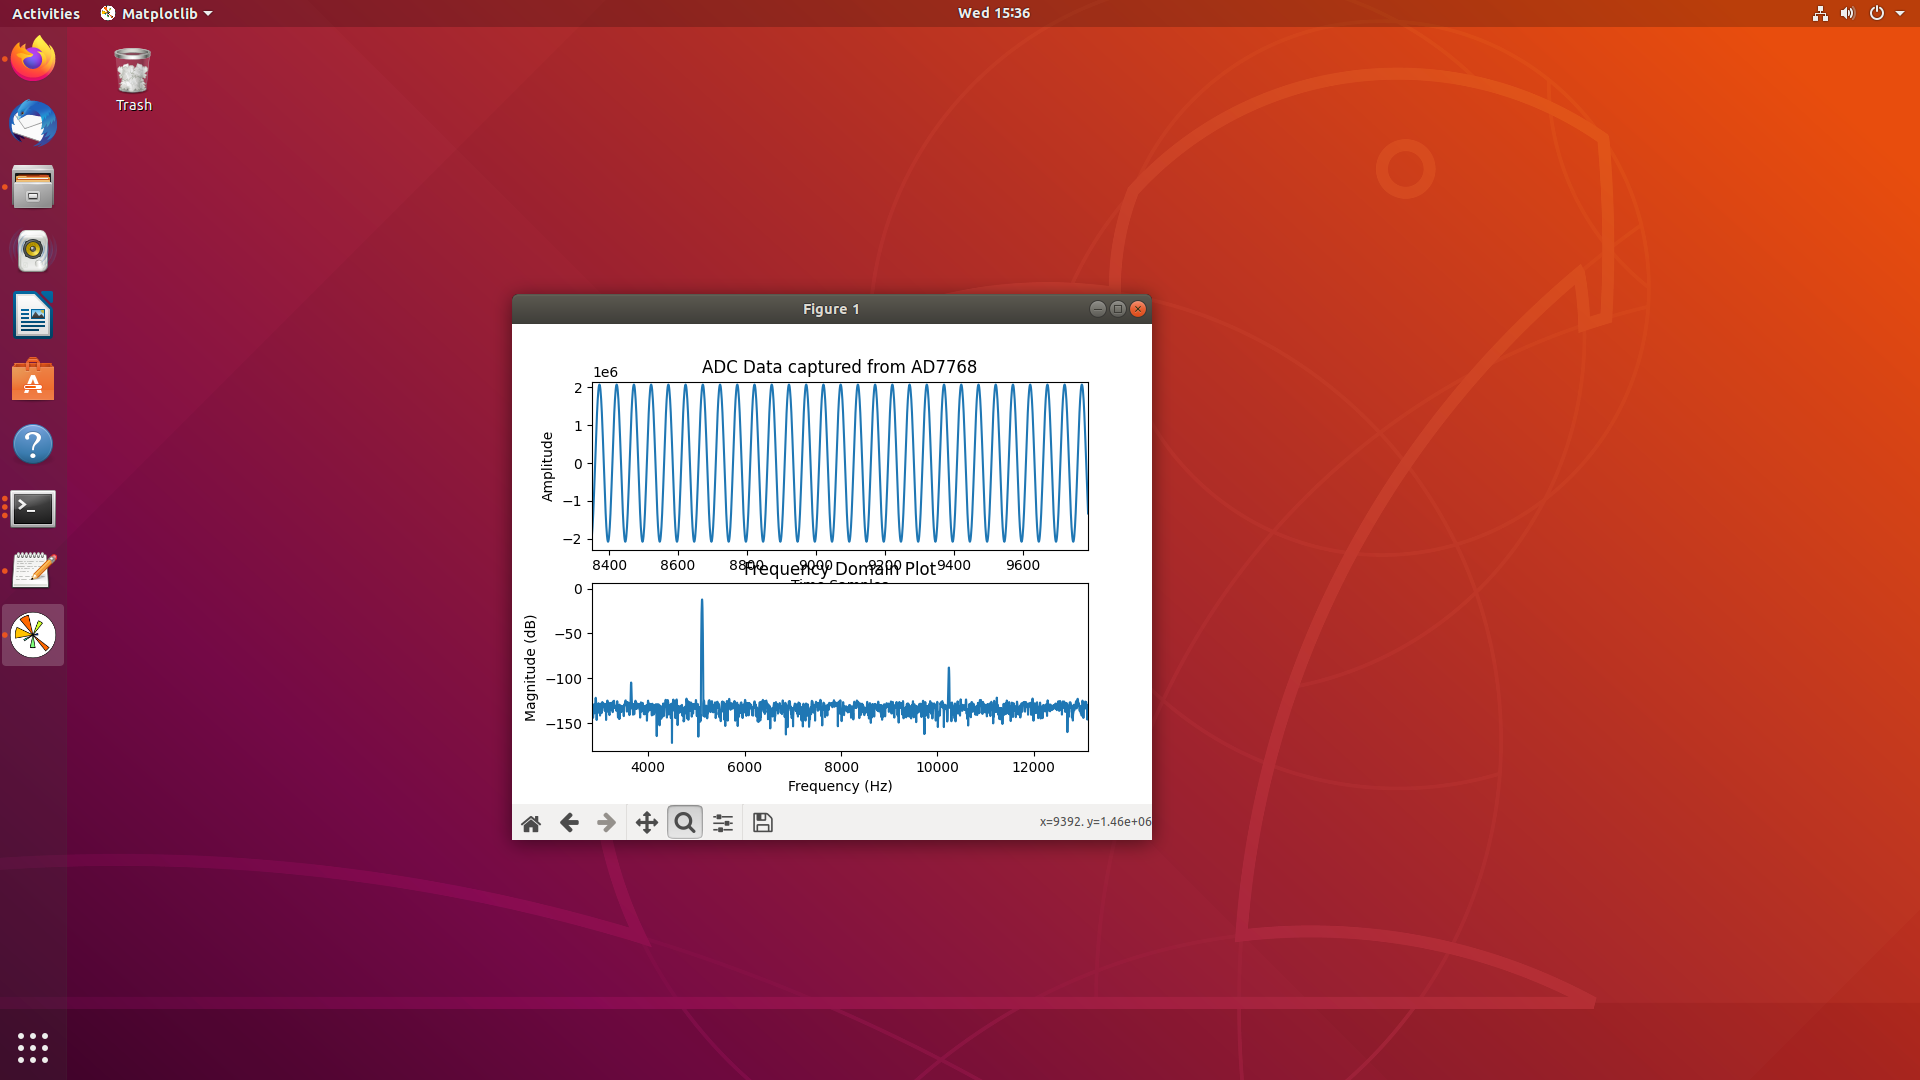 Activities
Matplotlib
Wed 15:36
Trash
Figure 1
ADC Data captured from AD7768
1e6
2
1
0
−1
−2
Amplitude
8400 8600 8800 9000 9200 9400 9600
Time Samples
Frequency Domain Plot
0
−50
−100
−150
Magnitude (dB)
4000 6000 8000 10000 12000
Frequency (Hz)
x=9392. y=1.46e+06